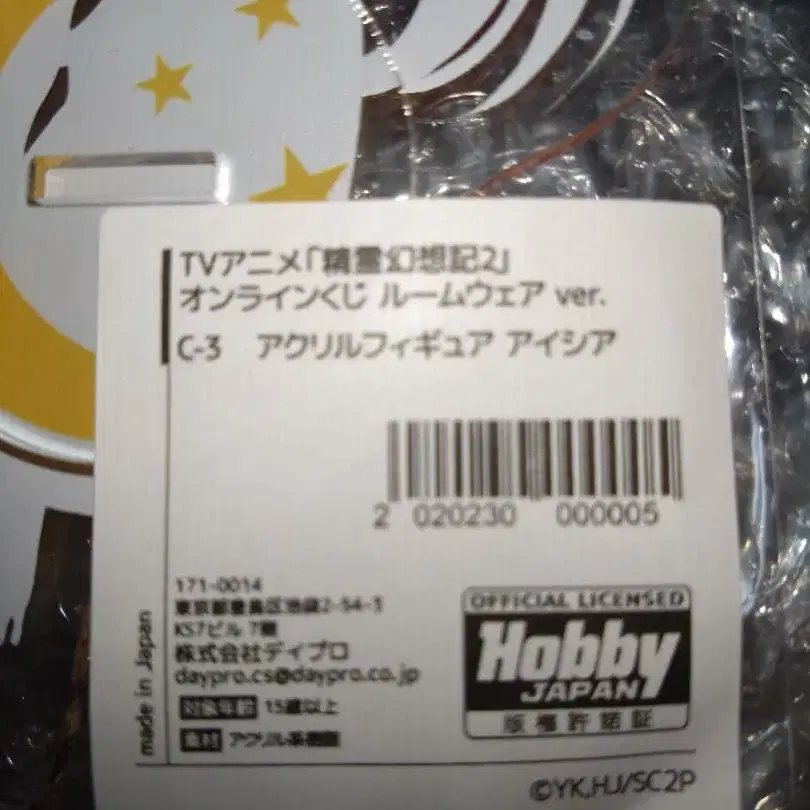 TVアニメ「精霊幻想記2」
オンラインくじ ルームウェア ver.
C-3 アクリルフィギュア アイシア
2 020230 000005
171-0014
東京都豊島区池袋2-54-3
KS7ビル 7階
株式会社デイプロ
daypro.cs@daypro.co.jp
対象年齢 15歳以上
素材 アクリル系樹脂
made in Japan
OFFICIAL LICENSED
Hobby
JAPAN
版権許諾証
©YK,HJ/SC2P